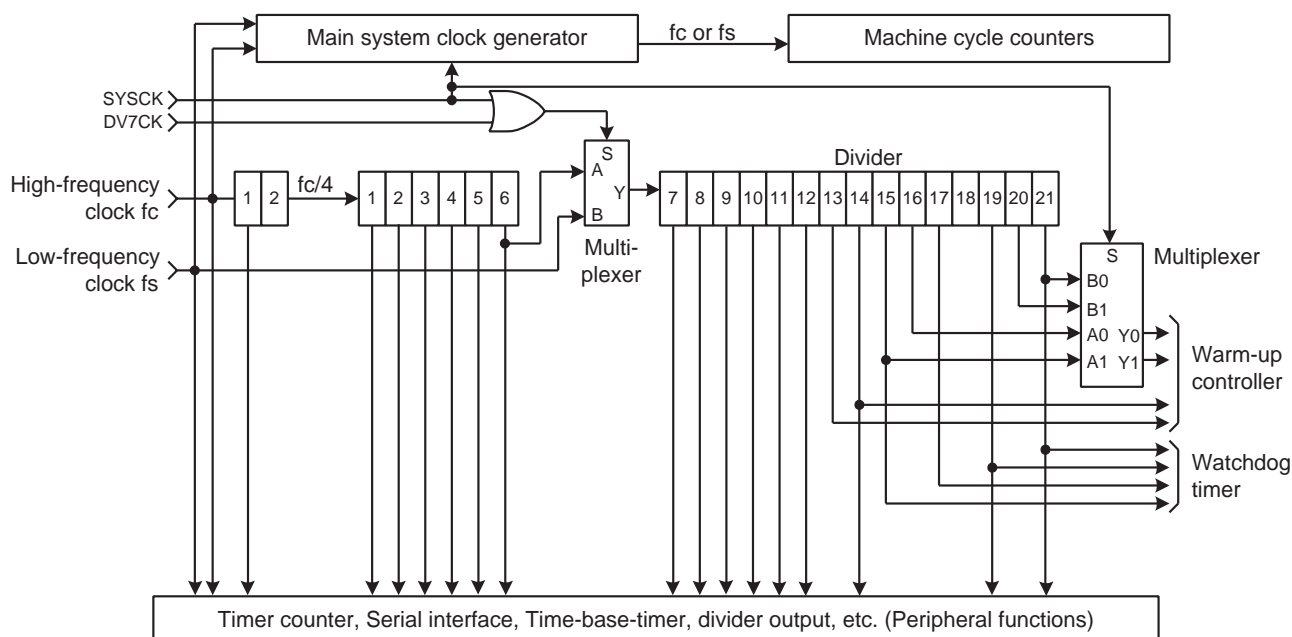 Main system clock generator
fc or fs
Machine cycle counters
SYSCK
DV7CK
S
A
Y
B
Multi-
plexer
High-frequency
clock fc
1 2
fc/4
1 2 3 4 5 6
Divider
7 8 9 10 11 12 13 14 15 16 17 18 19 20 21
Low-frequency
clock fs
S
Multiplexer
B0
B1
A0 Y0
A1 Y1
Warm-up
controller
Watchdog
timer
Timer counter, Serial interface, Time-base-timer, divider output, etc. (Peripheral functions)